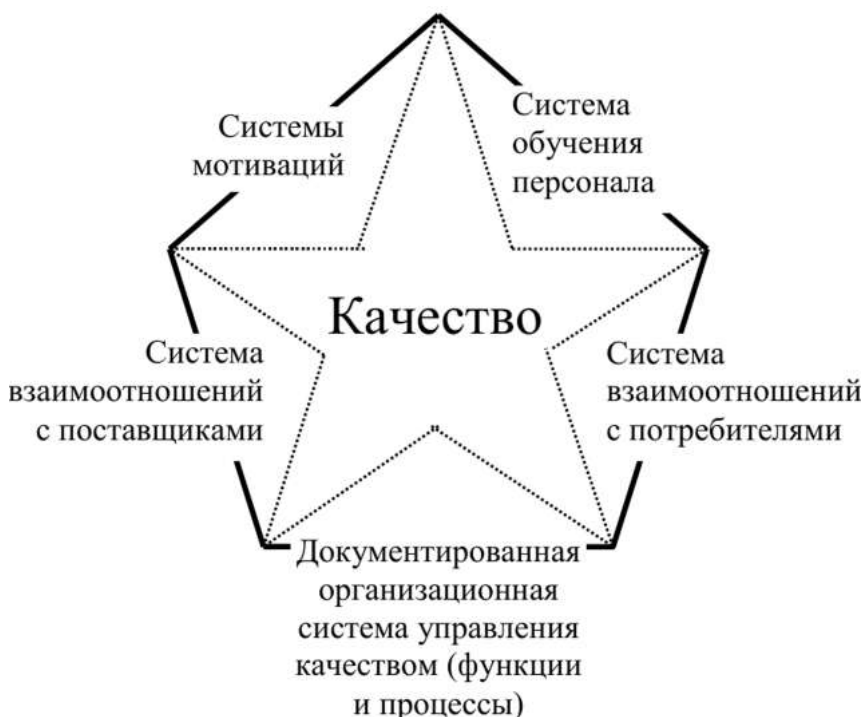 Системы
мотиваций
Система
обучения
персонала
Качество
Система
взаимоотношений
с поставщиками
Система
взаимоотношений
с потребителями
Документированная
организационная
система управления
качеством (функции
и процессы)